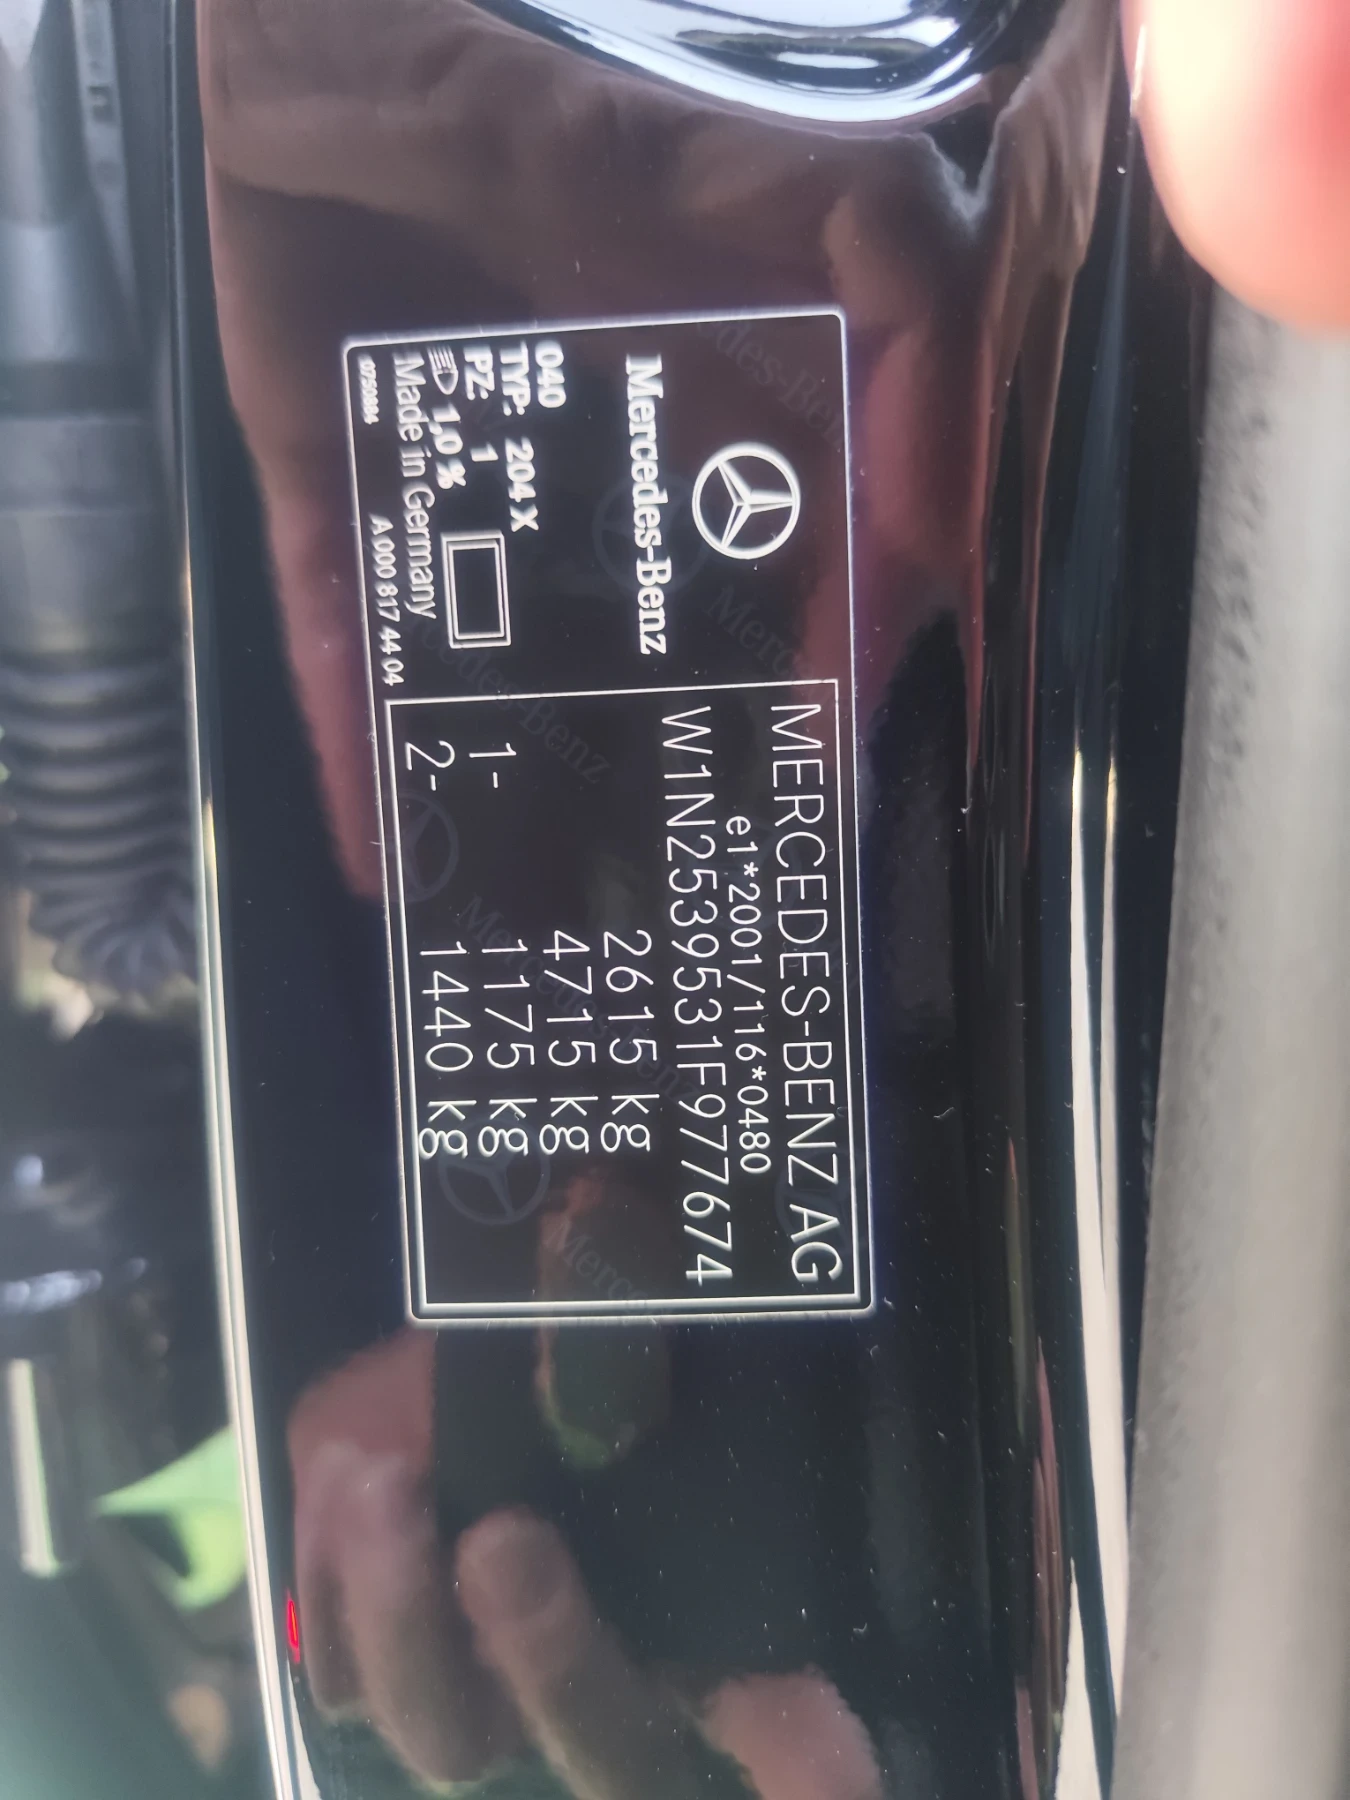 Mercedes-Benz
040
TYP: 204 X
PZ: 1
1,0 %
Made in Germany
A 000 817 44 04
MERCEDES-BENZ AG
e1*2001/116*0480
W1N2539531F977674
2615 kg
4715 kg
1- 1175 kg
2- 1440 kg